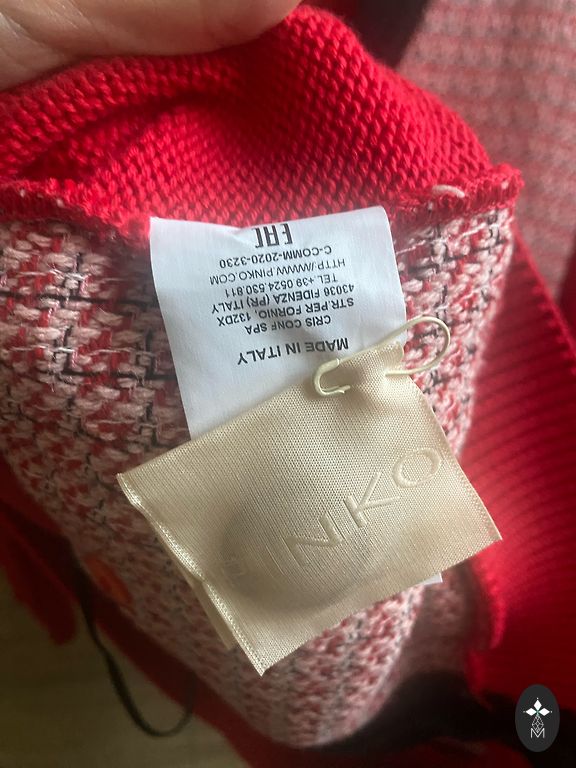 MADE IN ITALY
CRIS CONF SPA
STR.PER FORNIO, 132DX
43036 FIDENZA (PR) ITALY
TEL +39 0524.530.611
HTTP://WWW.PINKO.COM
C-COMM-2020-3230
EAC
PINKO
M